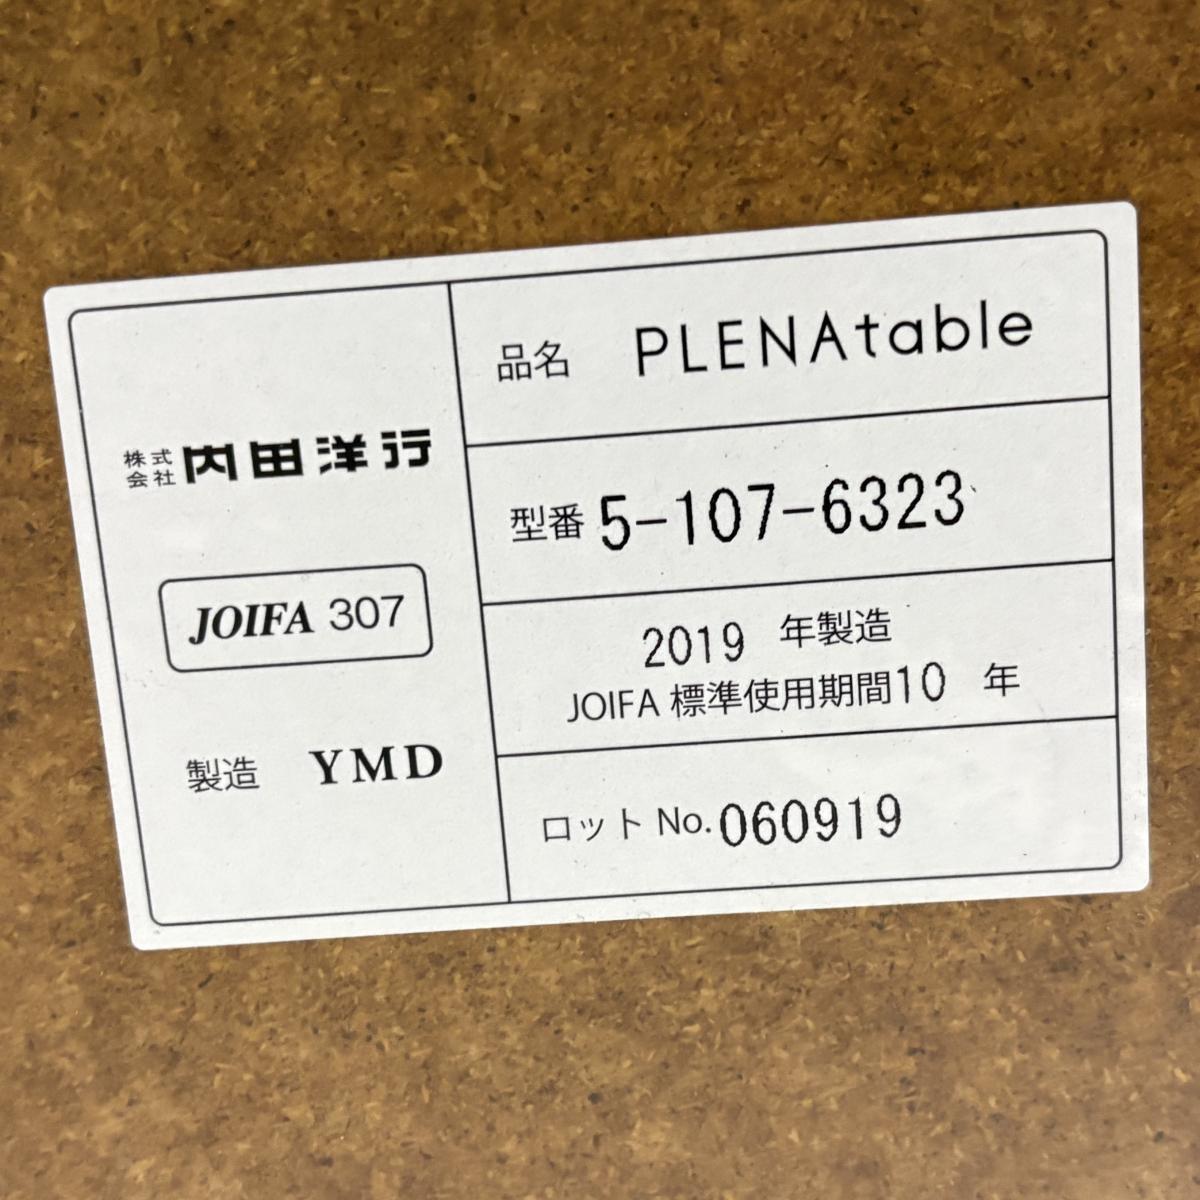 株式会社 内田洋行
JOIFA 307
製造 YMD
品名 PLENAtable
型番 5-107-6323
2019 年製造
JOIFA 標準使用期間10 年
ロット No. 060919